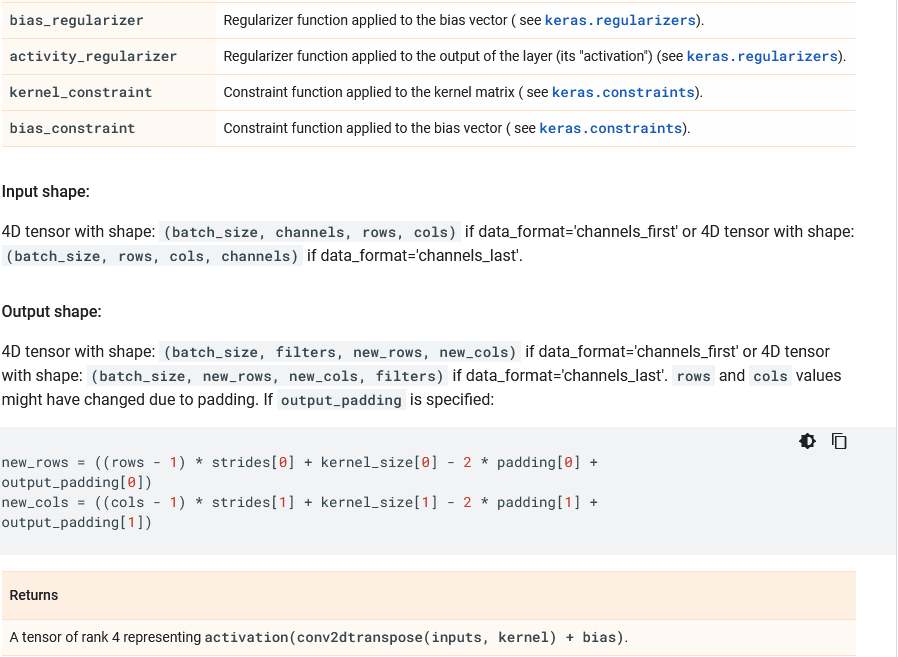 bias_regularizer Regularizer function applied to the bias vector ( see keras.regularizers).
activity_regularizer Regularizer function applied to the output of the layer (its "activation") (see keras.regularizers).
kernel_constraint Constraint function applied to the kernel matrix ( see keras.constraints).
bias_constraint Constraint function applied to the bias vector ( see keras.constraints).
Input shape:
4D tensor with shape: (batch_size, channels, rows, cols) if data_format='channels_first' or 4D tensor with shape:
(batch_size, rows, cols, channels) if data_format='channels_last'.
Output shape:
4D tensor with shape: (batch_size, filters, new_rows, new_cols) if data_format='channels_first' or 4D tensor
with shape: (batch_size, new_rows, new_cols, filters) if data_format='channels_last'. rows and cols values
might have changed due to padding. If output_padding is specified:
new_rows = ((rows - 1) * strides[0] + kernel_size[0] - 2 * padding[0] +
output_padding[0])
new_cols = ((cols - 1) * strides[1] + kernel_size[1] - 2 * padding[1] +
output_padding[1])
Returns
A tensor of rank 4 representing activation(conv2dtranspose(inputs, kernel) + bias).